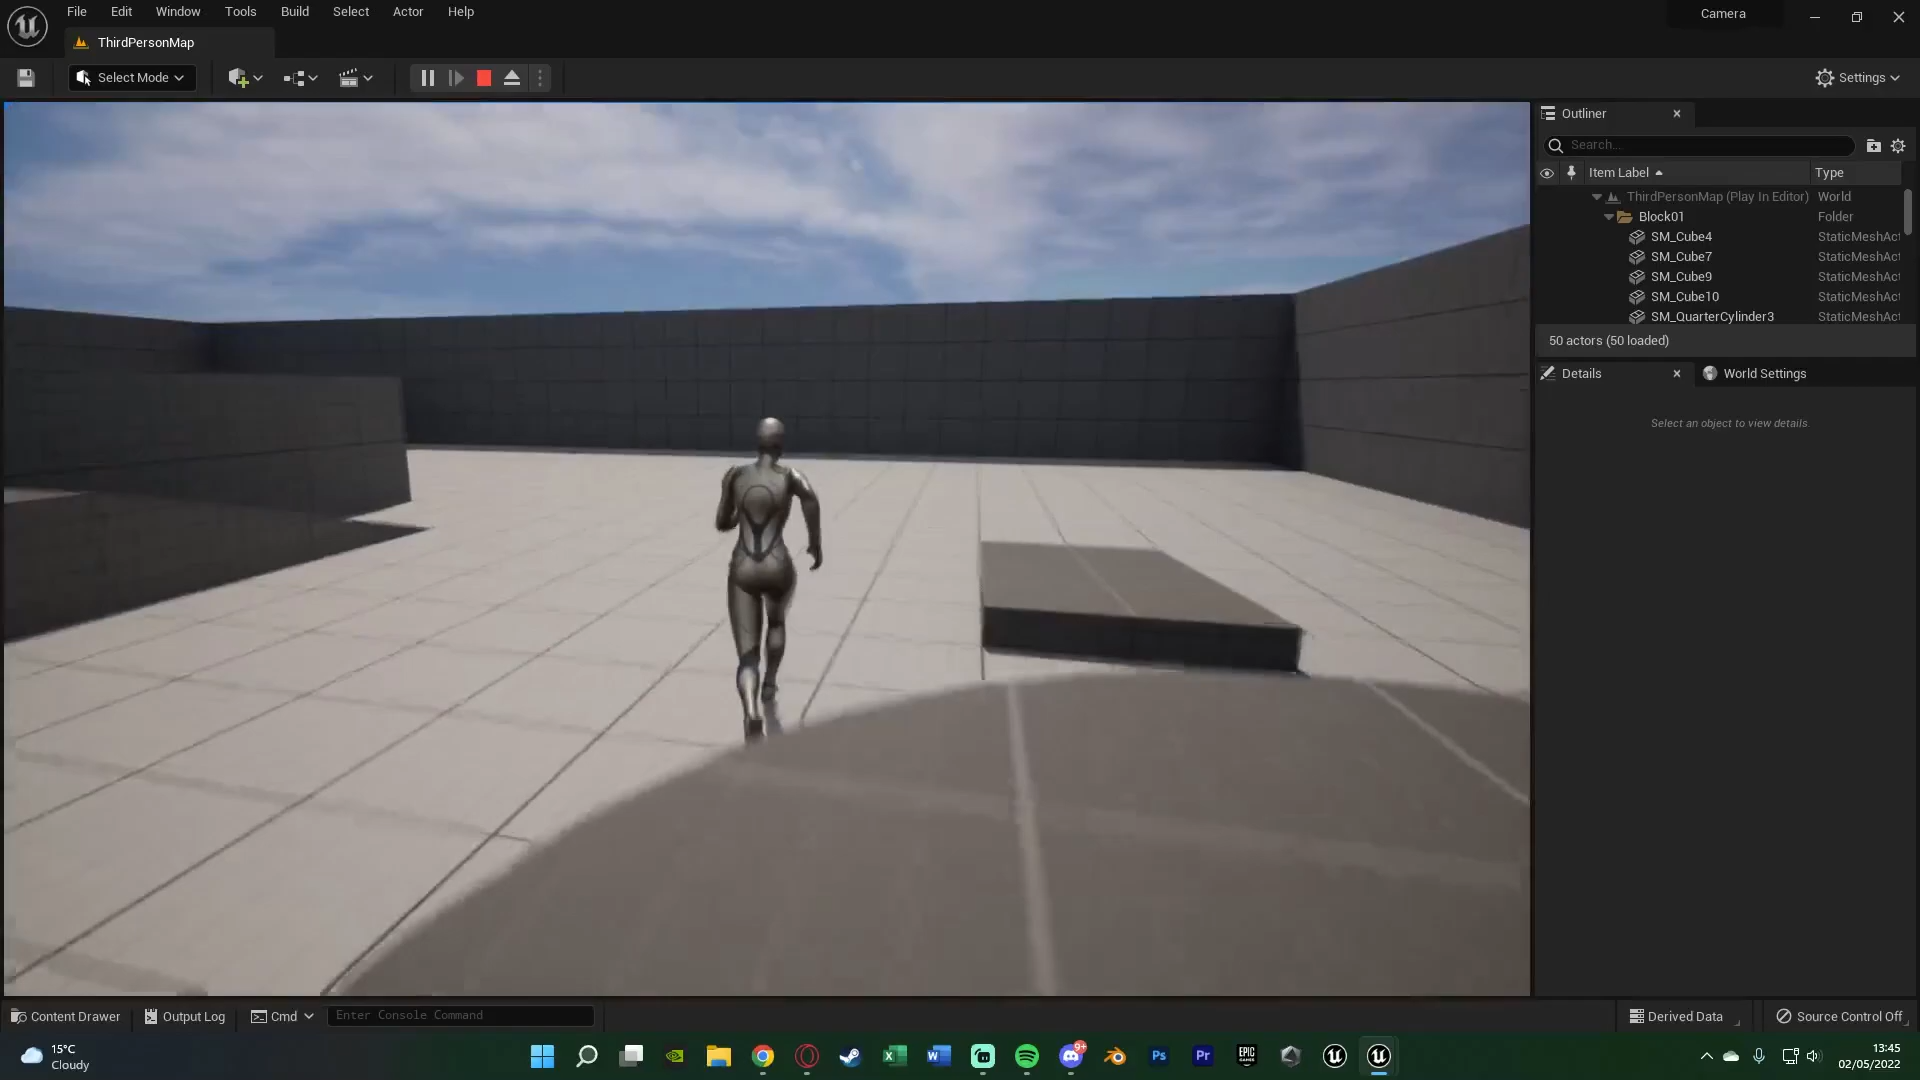 File Edit Window Tools Build Select Actor Help
Camera
ThirdPersonMap
Select Mode
Settings
Outliner
Search...
Item Label Type
ThirdPersonMap (Play In Editor) World
Block01 Folder
SM_Cube4 StaticMeshAct
SM_Cube7 StaticMeshAct
SM_Cube9 StaticMeshAct
SM_Cube10 StaticMeshAct
SM_QuarterCylinder3 StaticMeshAct
50 actors (50 loaded)
Details World Settings
Select an object to view details.
Content Drawer Output Log Cmd Enter Console Command Derived Data Source Control Off
15°C
Cloudy
9+
X W Ps Pr
EPIC
GAMES
13:45
02/05/2022